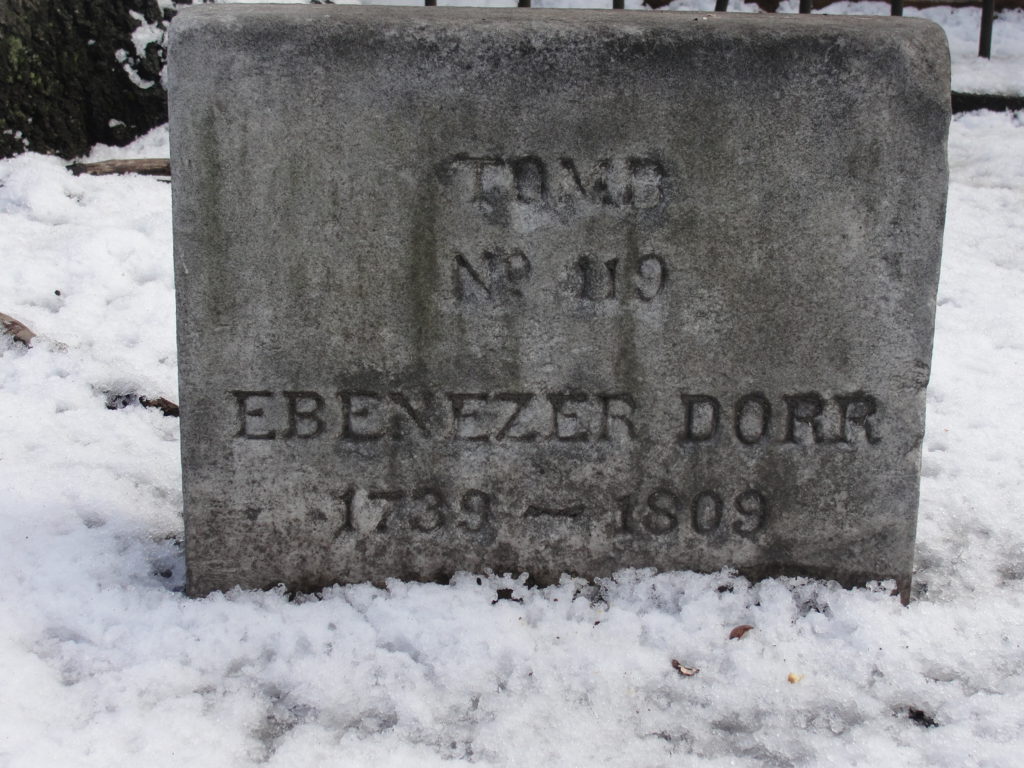 TOMB
No 119
EBENEZER DORR
1739 – 1809